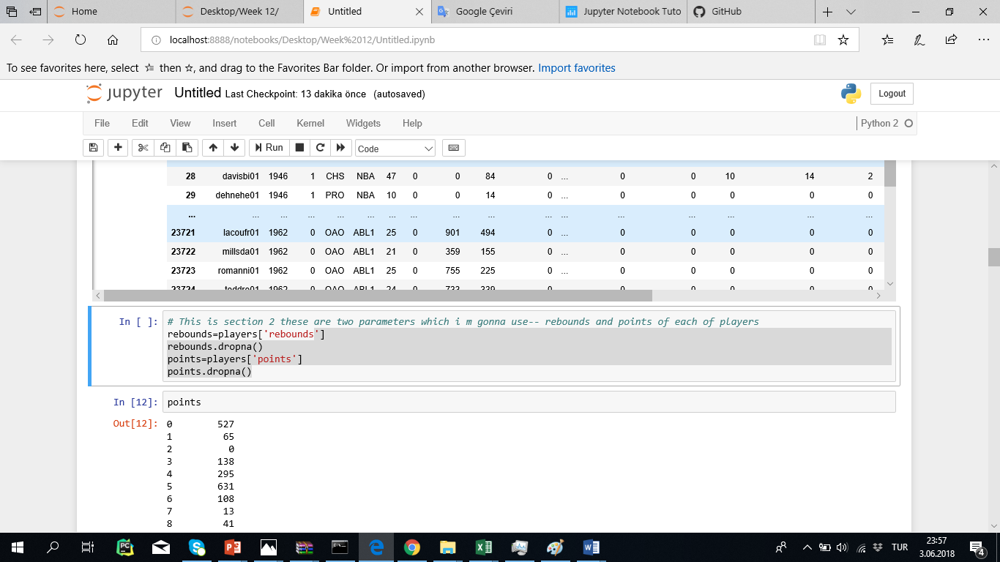 Home
Desktop/Week 12/
Untitled
Google Çeviri
Jupyter Notebook Tuto
GitHub
localhost:8888/notebooks/Desktop/Week%2012/Untitled.ipynb
To see favorites here, select then ☆, and drag to the Favorites Bar folder. Or import from another browser. Import favorites
jupyter Untitled Last Checkpoint: 13 dakika önce (autosaved)
Logout
File Edit View Insert Cell Kernel Widgets Help
Python 2
Run
Code
28 davisbi01 1946 1 CHS NBA 47 0 0 84 0 ... 0 0 10 14 2
29 dehnehe01 1946 1 PRO NBA 10 0 0 14 0 ... 0 0 0 0 0
... ... ... ... ... ... ... ... ... ... ... ... ... ... ... ... ...
23721 lacoufr01 1962 0 OAO ABL1 25 0 901 494 0 ... 0 0 0 0 0
23722 millsda01 1962 0 OAO ABL1 21 0 359 155 0 ... 0 0 0 0 0
23723 romanni01 1962 0 OAO ABL1 25 0 755 225 0 ... 0 0 0 0 0
23724 1962 0 OAO ABL1 24 0 0 0 0 0 0 0
In [ ]:
# This is section 2 these are two parameters which i m gonna use-- rebounds and points of each of players
rebounds=players['rebounds']
rebounds.dropna()
points=players['points']
points.dropna()
In [12]: points
Out[12]: 0 527
1 65
2 0
3 138
4 295
5 631
6 108
7 13
8 41
TUR
23:57
3.06.2018
4